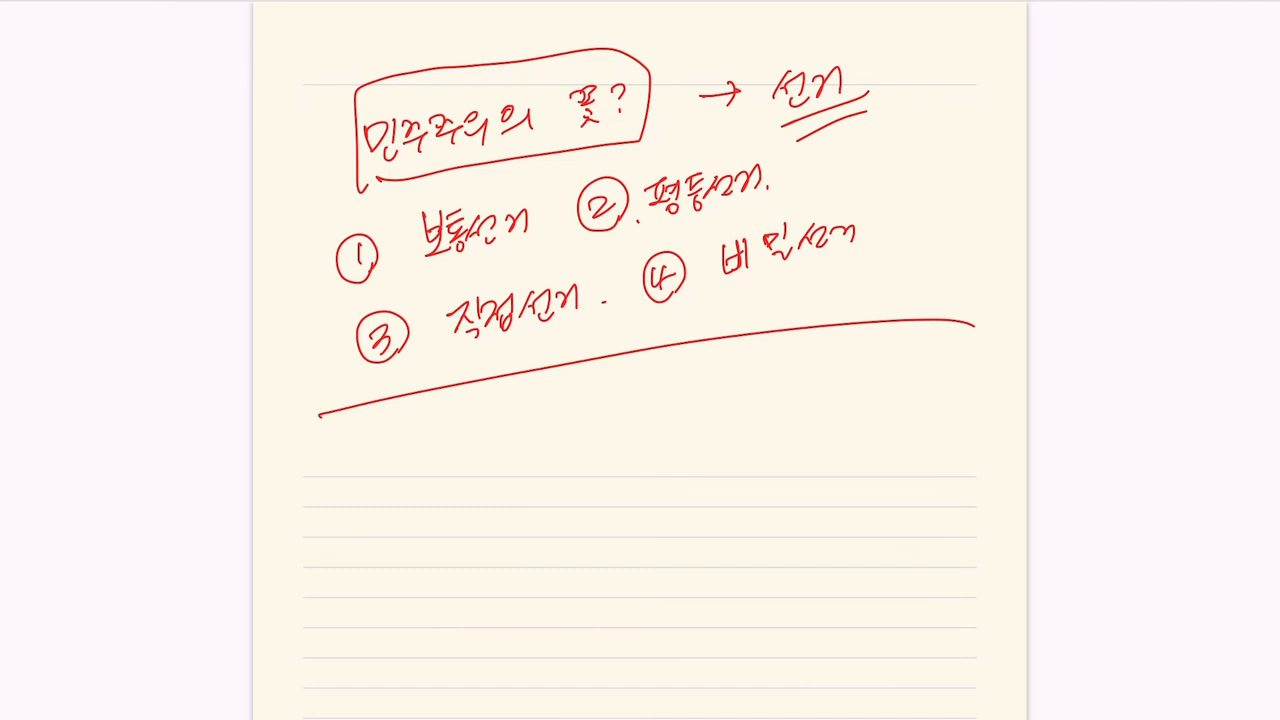 민주주의의 꽃? → 선거
① 보통선거 ②. 평등선거.
③ 직접선거. ④ 비밀선거